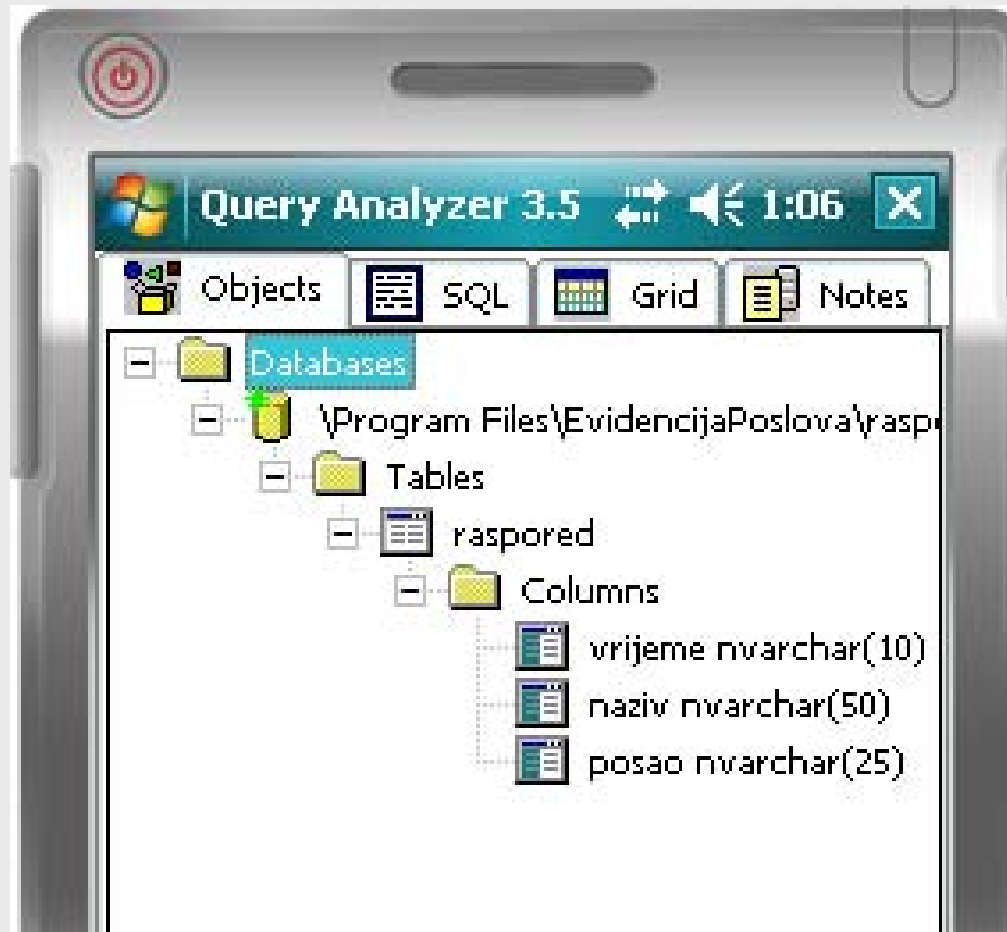 Query Analyzer 3.5 1:06
Objects SQL Grid Notes
Databases
\Program Files\EvidencijaPoslova\rasp
Tables
raspored
Columns
vrijeme nvarchar(10)
naziv nvarchar(50)
posao nvarchar(25)